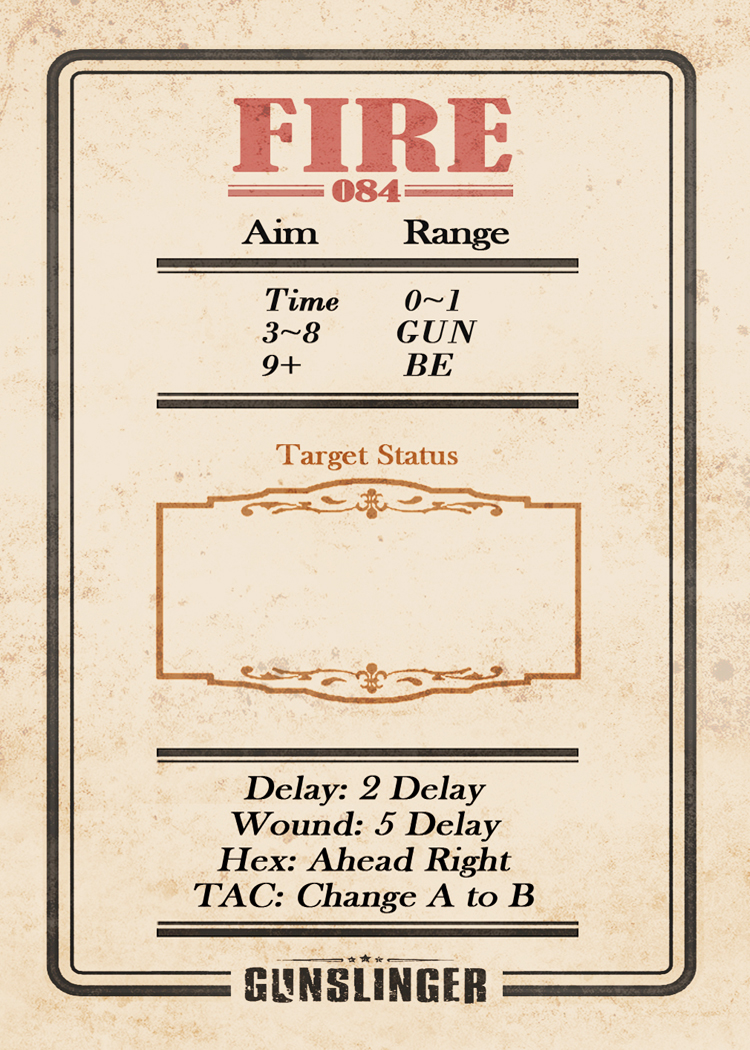 FIRE
084
Aim Range
Time 0~1
3~8 GUN
9+ BE
Target Status
Delay: 2 Delay
Wound: 5 Delay
Hex: Ahead Right
TAC: Change A to B
GUNSLINGER